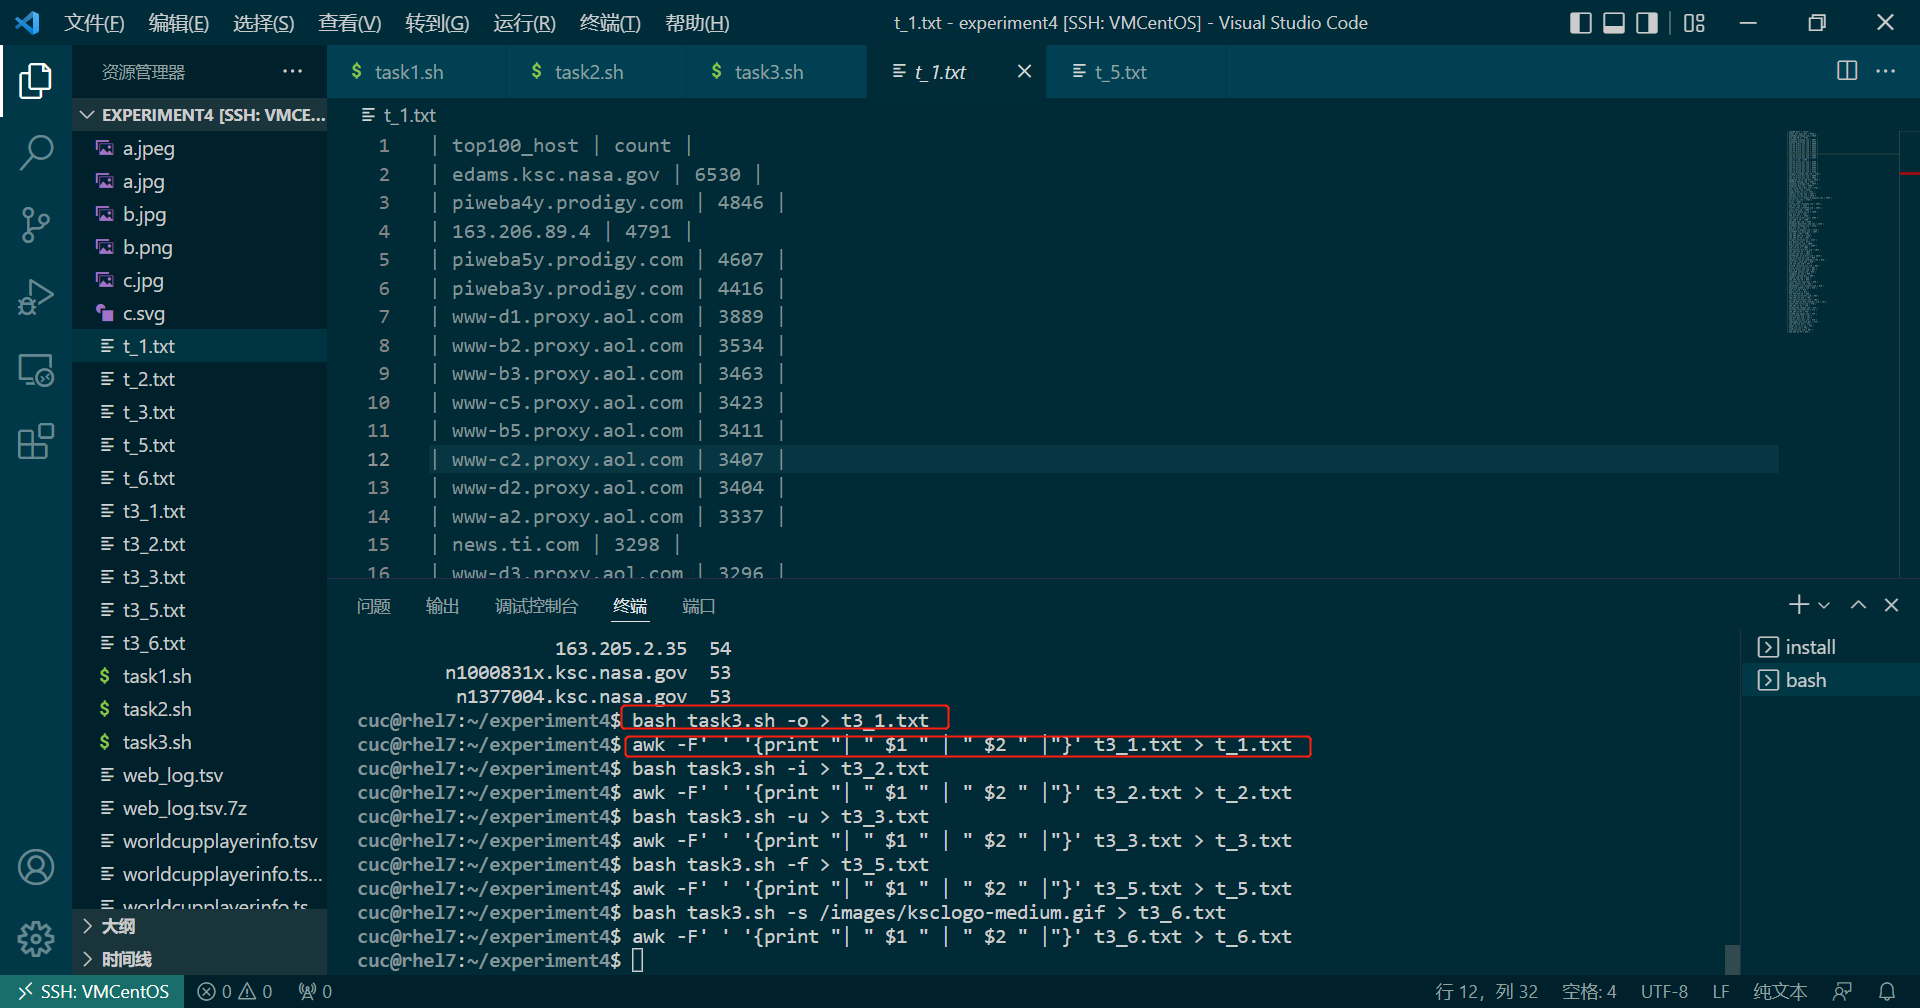 文件(F) 编辑(E) 选择(S) 查看(V) 转到(G) 运行(R) 终端(T) 帮助(H) t_1.txt - experiment4 [SSH: VMCentOS] - Visual Studio Code
资源管理器 ···
$ task1.sh $ task2.sh $ task3.sh t_1.txt t_5.txt
EXPERIMENT4 [SSH: VMCE...
a.jpeg
a.jpg
b.jpg
b.png
c.jpg
c.svg
t_1.txt
t_2.txt
t_3.txt
t_5.txt
t_6.txt
t3_1.txt
t3_2.txt
t3_3.txt
t3_5.txt
t3_6.txt
$ task1.sh
$ task2.sh
$ task3.sh
web_log.tsv
web_log.tsv.7z
worldcupplayerinfo.tsv
worldcupplayerinfo.ts...
worldcupplayerinfo.ts
大纲
时间线
t_1.txt
1 | top100_host | count |
2 | edams.ksc.nasa.gov | 6530 |
3 | piweba4y.prodigy.com | 4846 |
4 | 163.206.89.4 | 4791 |
5 | piweba5y.prodigy.com | 4607 |
6 | piweba3y.prodigy.com | 4416 |
7 | www-d1.proxy.aol.com | 3889 |
8 | www-b2.proxy.aol.com | 3534 |
9 | www-b3.proxy.aol.com | 3463 |
10 | www-c5.proxy.aol.com | 3423 |
11 | www-b5.proxy.aol.com | 3411 |
12 | www-c2.proxy.aol.com | 3407 |
13 | www-d2.proxy.aol.com | 3404 |
14 | www-a2.proxy.aol.com | 3337 |
15 | news.ti.com | 3298 |
16 | www-d3.proxy.aol.com | 3296 |
问题 输出 调试控制台 终端 端口
163.205.2.35 54
n1000831x.ksc.nasa.gov 53
n1377004.ksc.nasa.gov 53
cuc@rhel7:~/experiment4$ bash task3.sh -o > t3_1.txt
cuc@rhel7:~/experiment4$ awk -F' ' '{print "| " $1 " | " $2 " |"}' t3_1.txt > t_1.txt
cuc@rhel7:~/experiment4$ bash task3.sh -i > t3_2.txt
cuc@rhel7:~/experiment4$ awk -F' ' '{print "| " $1 " | " $2 " |"}' t3_2.txt > t_2.txt
cuc@rhel7:~/experiment4$ bash task3.sh -u > t3_3.txt
cuc@rhel7:~/experiment4$ awk -F' ' '{print "| " $1 " | " $2 " |"}' t3_3.txt > t_3.txt
cuc@rhel7:~/experiment4$ bash task3.sh -f > t3_5.txt
cuc@rhel7:~/experiment4$ awk -F' ' '{print "| " $1 " | " $2 " |"}' t3_5.txt > t_5.txt
cuc@rhel7:~/experiment4$ bash task3.sh -s /images/ksclogo-medium.gif > t3_6.txt
cuc@rhel7:~/experiment4$ awk -F' ' '{print "| " $1 " | " $2 " |"}' t3_6.txt > t_6.txt
cuc@rhel7:~/experiment4$
install
bash
SSH: VMCentOS 0 0 0 行 12，列 32 空格: 4 UTF-8 LF 纯文本